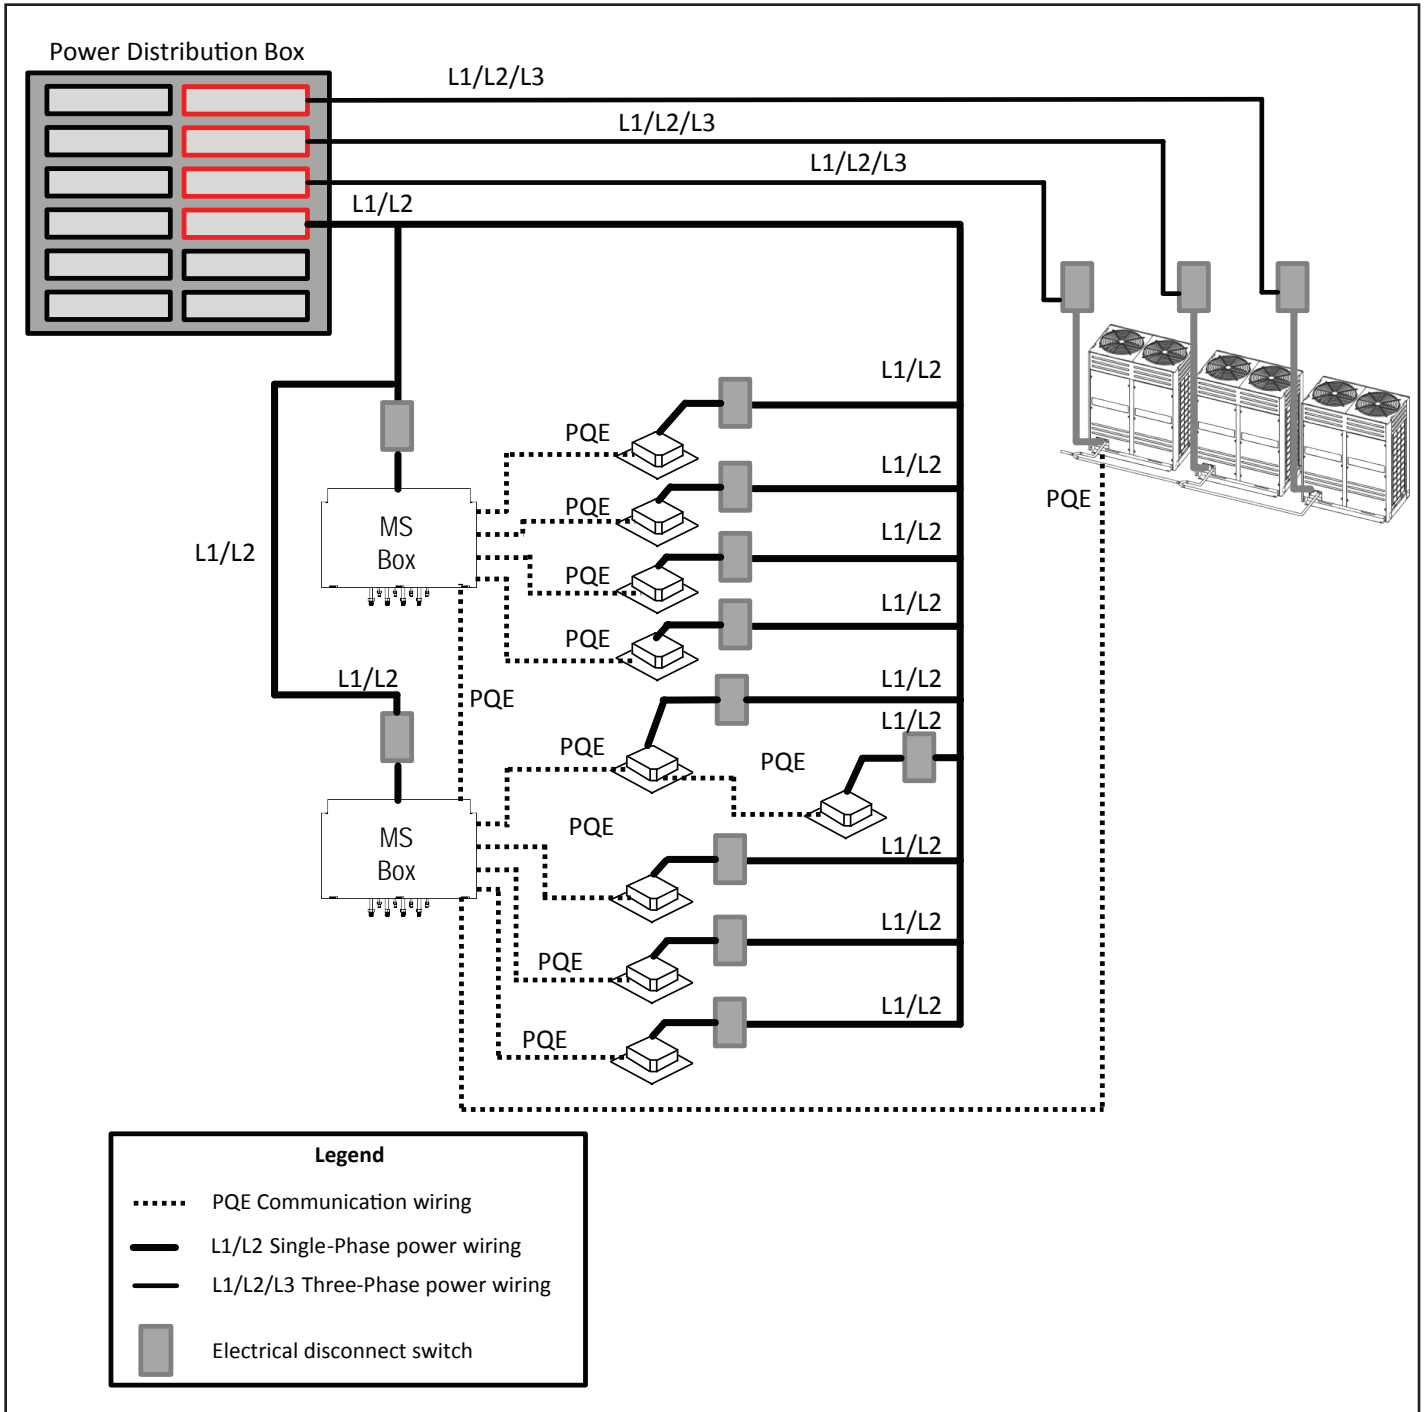 Power Distribution Box
L1/L2/L3
L1/L2/L3
L1/L2/L3
L1/L2
L1/L2
PQE
L1/L2
PQE
PQE
MS
Box
L1/L2
L1/L2
PQE
L1/L2
PQE
L1/L2
L1/L2
PQE
L1/L2
PQE
PQE
MS
Box
PQE
L1/L2
L1/L2
PQE
L1/L2
PQE
Legend
PQE Communication wiring
L1/L2 Single-Phase power wiring
L1/L2/L3 Three-Phase power wiring
Electrical disconnect switch